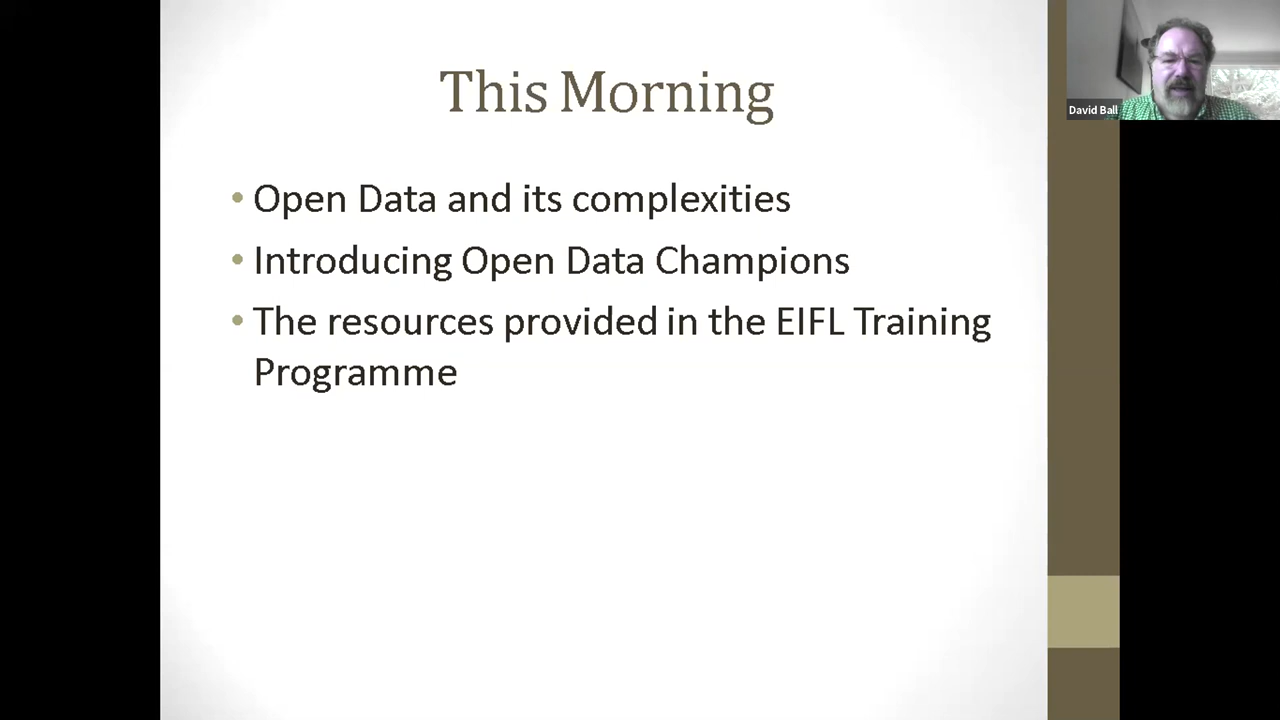 This Morning
David Ball
• Open Data and its complexities
• Introducing Open Data Champions
• The resources provided in the EIFL Training
Programme